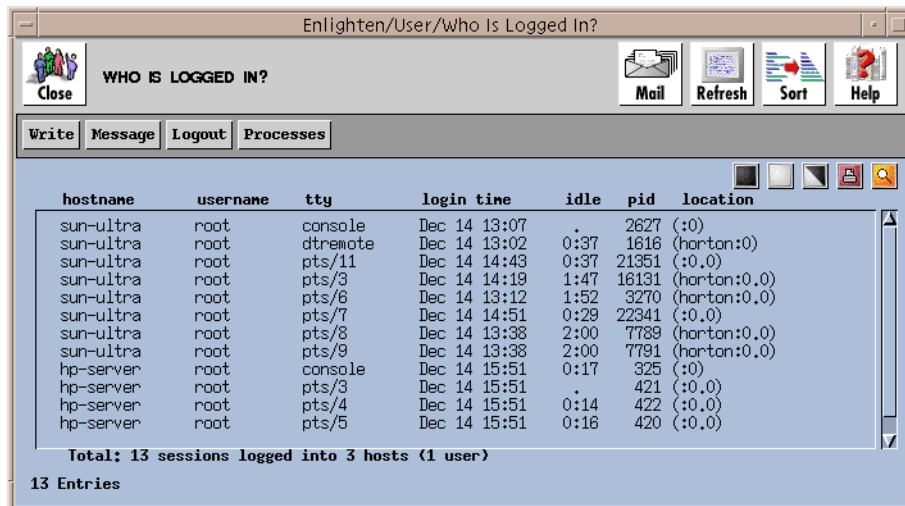 Enlighten/User/Who Is Logged In?
Close WHO IS LOGGED IN? Mail Refresh Sort Help
Write Message Logout Processes
hostname username tty login time idle pid location
sun-ultra root console Dec 14 13:07 . 2627 (:0)
sun-ultra root dtremote Dec 14 13:02 0:37 1616 (horton:0)
sun-ultra root pts/11 Dec 14 14:43 0:37 21351 (:0.0)
sun-ultra root pts/3 Dec 14 14:19 1:47 16131 (horton:0.0)
sun-ultra root pts/6 Dec 14 13:12 1:52 3270 (horton:0.0)
sun-ultra root pts/7 Dec 14 14:51 0:29 22341 (:0.0)
sun-ultra root pts/8 Dec 14 13:38 2:00 7789 (horton:0.0)
sun-ultra root pts/9 Dec 14 13:38 2:00 7791 (horton:0.0)
hp-server root console Dec 14 15:51 0:17 325 (:0)
hp-server root pts/3 Dec 14 15:51 . 421 (:0.0)
hp-server root pts/4 Dec 14 15:51 0:14 422 (:0.0)
hp-server root pts/5 Dec 14 15:51 0:16 420 (:0.0)
Total: 13 sessions logged into 3 hosts (1 user)
13 Entries